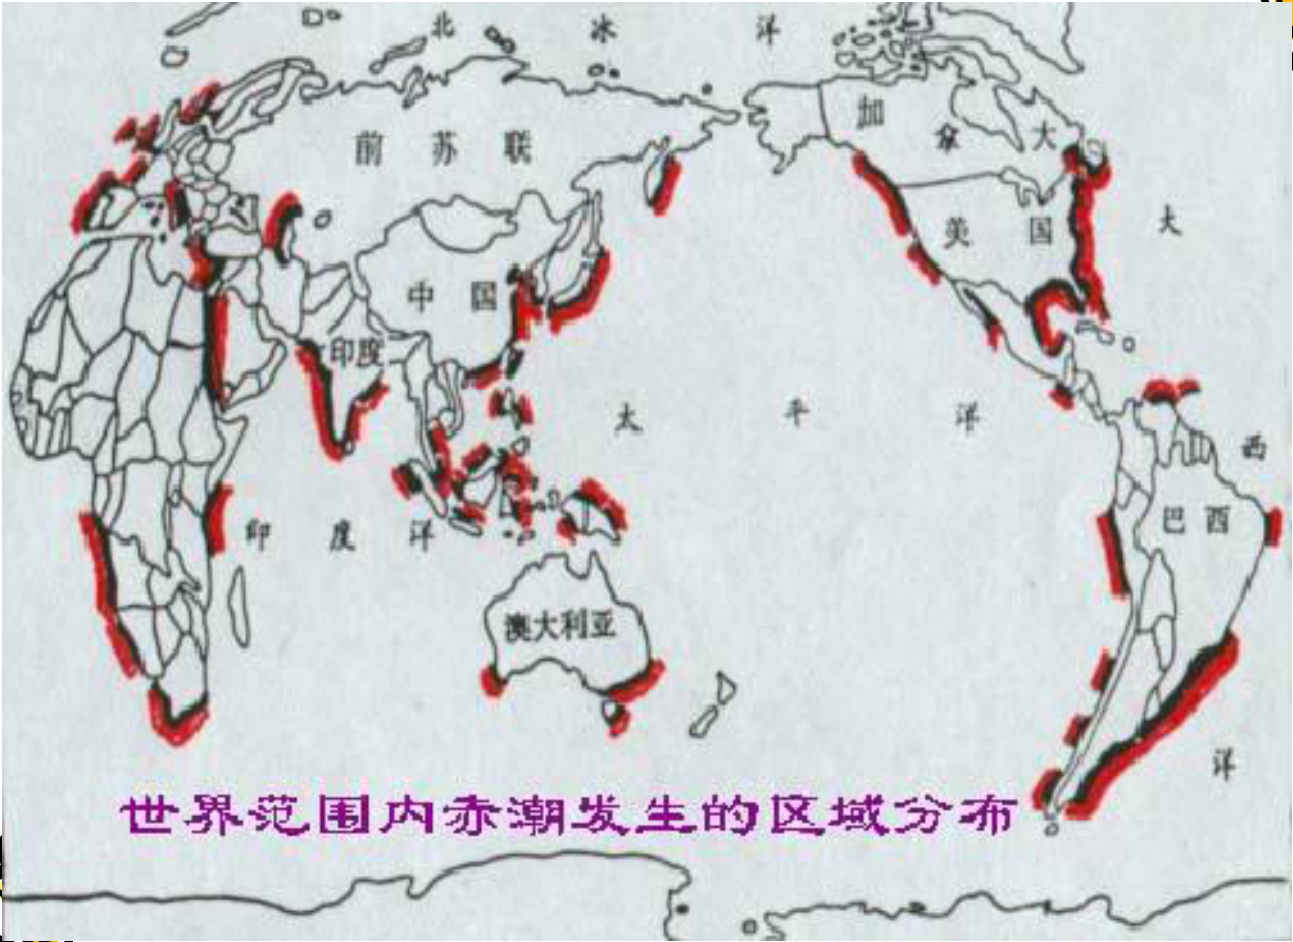 北 冰 洋
前 苏 联
加 拿 大
美 国
大
中 国
印度
太 平 洋
西
印 度 洋
巴 西
澳大利亚
洋
世界范围内赤潮发生的区域分布